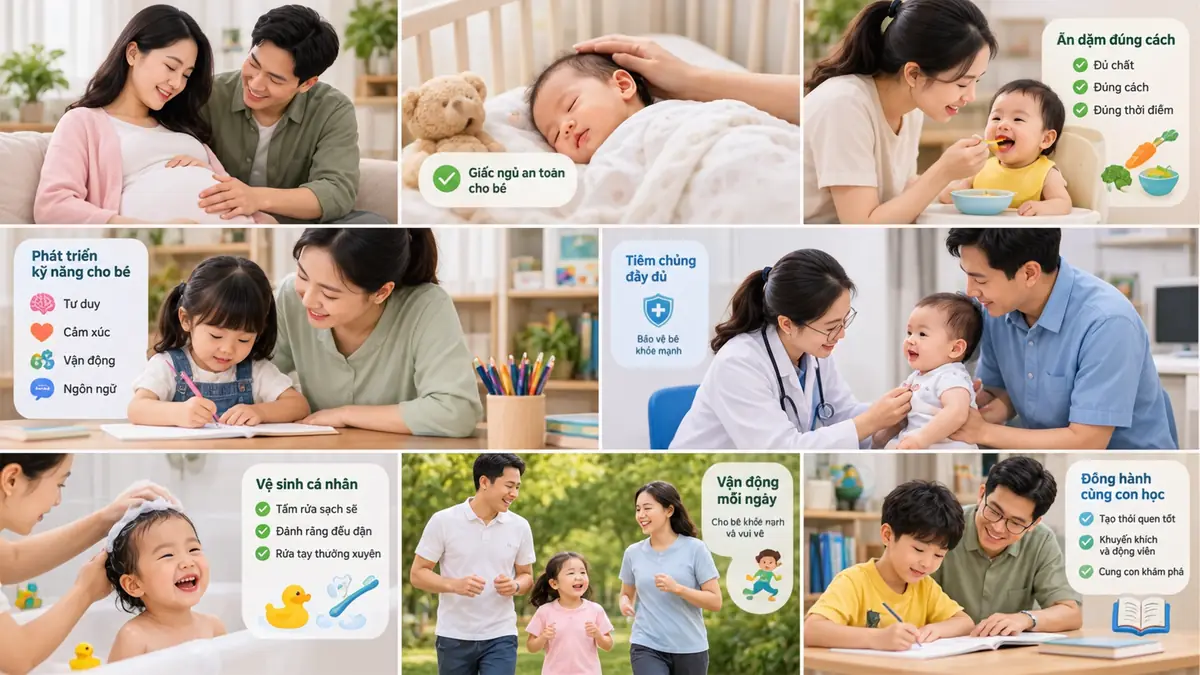 Giấc ngủ an toàn
cho bé
Ăn dặm đúng cách
Đủ chất
Đúng cách
Đúng thời điểm
Phát triển
kỹ năng cho bé
Tư duy
Cảm xúc
Vận động
Ngôn ngữ
Tiêm chủng
đầy đủ
Bảo vệ bé
khỏe mạnh
Vệ sinh cá nhân
Tắm rửa sạch sẽ
Đánh răng đều đặn
Rửa tay thường xuyên
Vận động
mỗi ngày
Cho bé khỏe mạnh
và vui vẻ
Đồng hành
cùng con học
Tạo thói quen tốt
Khuyến khích
và động viên
Cung con khám phá